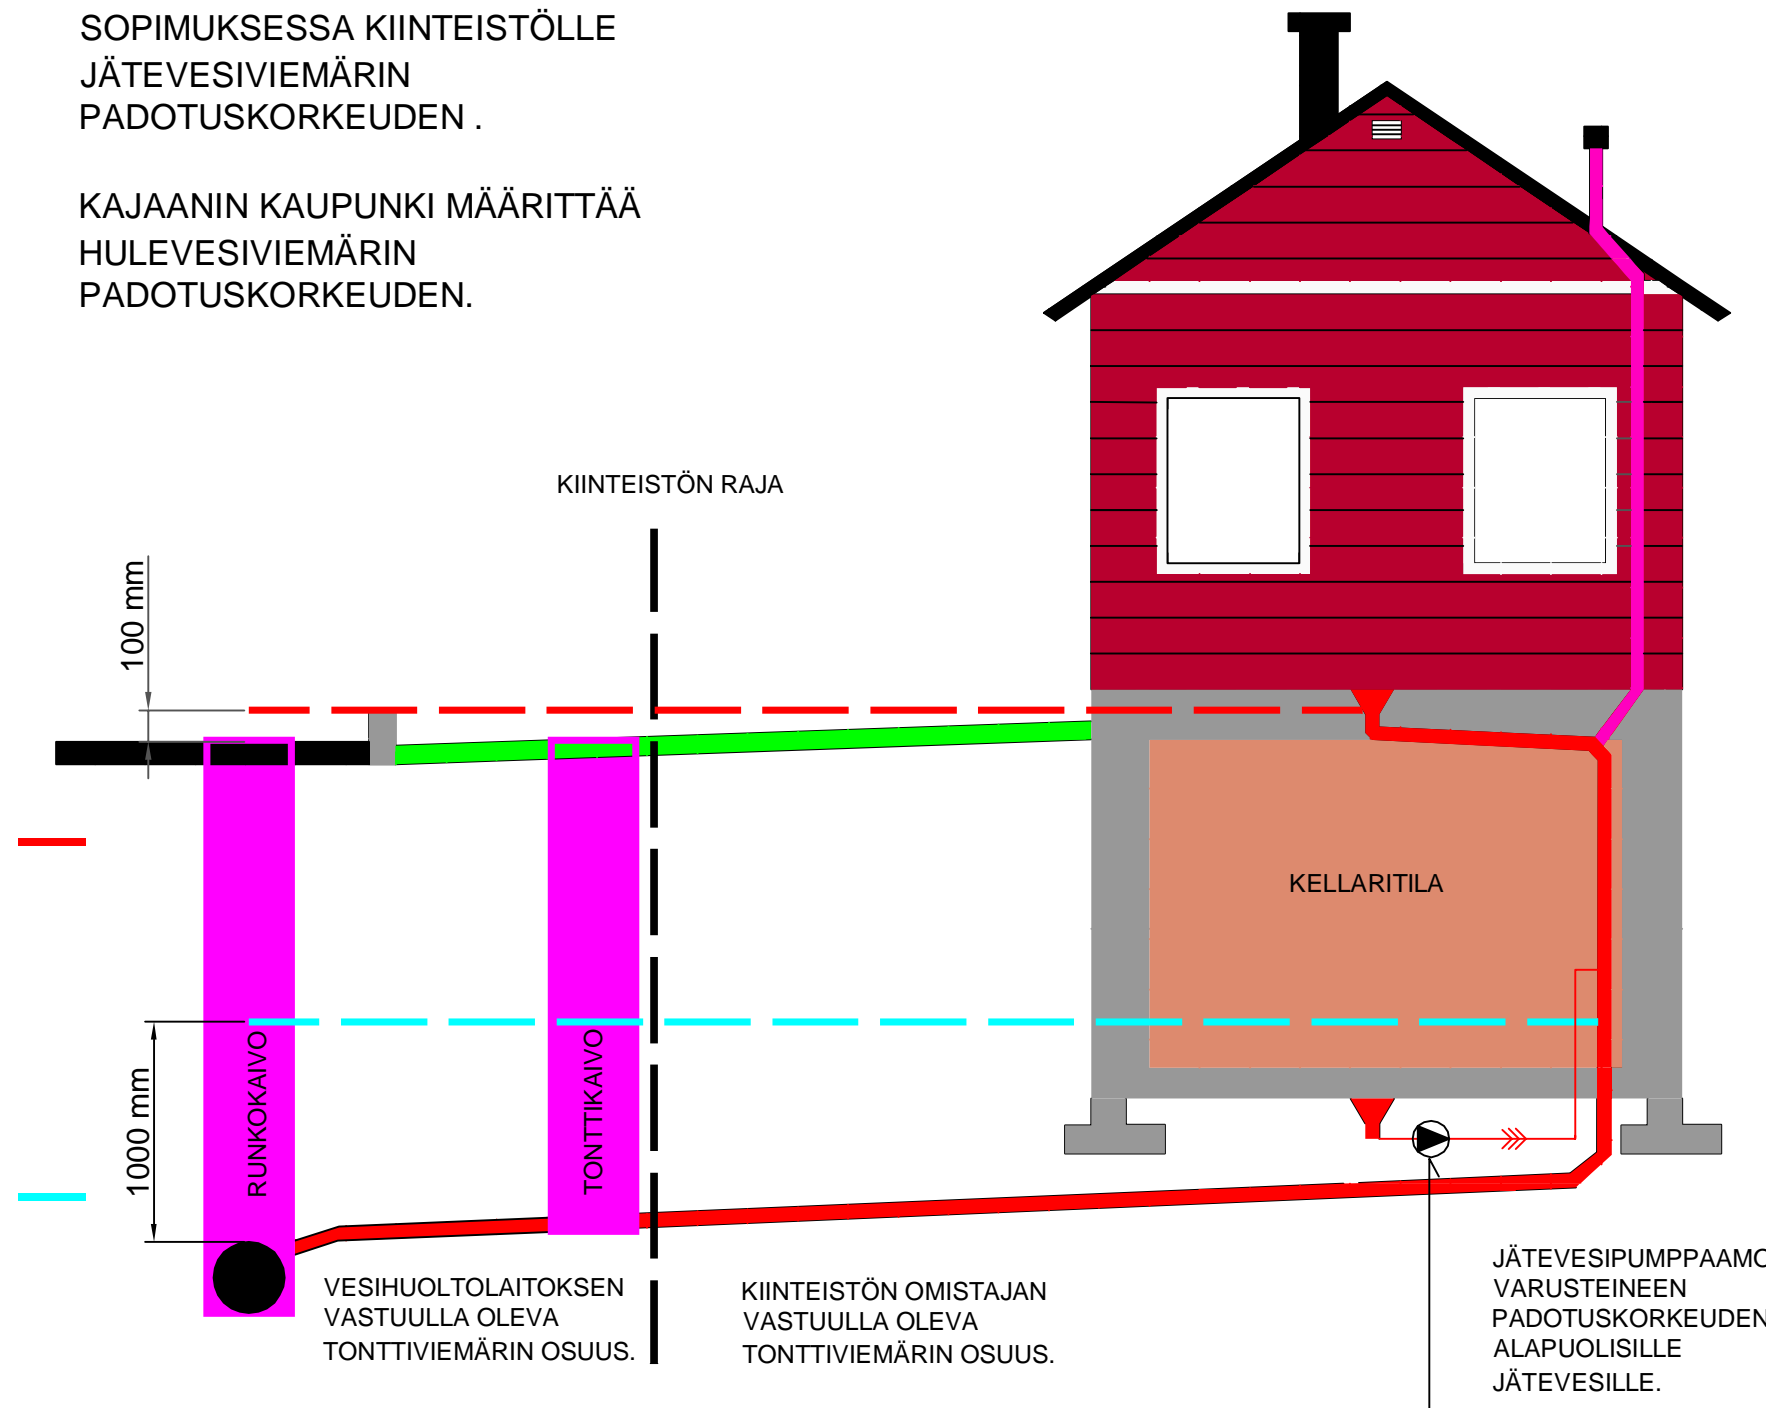 SOPIMUKSESSA KIINTEISTÖLLE
JÄTEVESIVIEMÄRIN
PADOTUSKORKEUDEN .
KAJAANIN KAUPUNKI MÄÄRITTÄÄ
HULEVESIVIEMÄRIN
PADOTUSKORKEUDEN.
KIINTEISTÖN RAJA
100 mm
KELLARITILA
RUNKOKAIVO
TONTTIKAIVO
1000 mm
VESIHUOLTOLAITOKSEN
VASTUULLA OLEVA
TONTTIVIEMÄRIN OSUUS.
KIINTEISTÖN OMISTAJAN
VASTUULLA OLEVA
TONTTIVIEMÄRIN OSUUS.
JÄTEVESIPUMPPAAMO
VARUSTEINEEN
PADOTUSKORKEUDEN
ALAPUOLISILLE
JÄTEVESILLE.